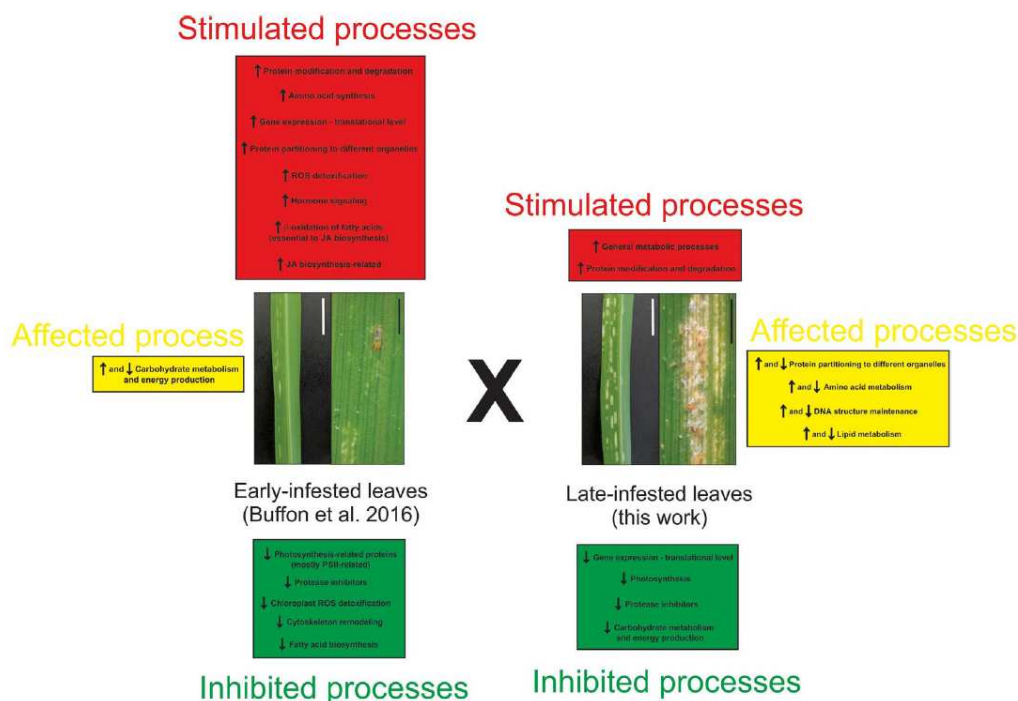 Stimulated processes
↑ Protein modification and degradation
↑ Amino acid synthesis
↑ Gene expression - translational level
↑ Protein partitioning to different organelles
↑ ROS detoxification
↑ Hormone signaling
↑ β-oxidation of fatty acids
(essential to JA biosynthesis)
↑ JA biosynthesis-related
Affected process
↑ and ↓ Carbohydrate metabolism
and energy production
Early-infested leaves
(Buffon et al. 2016)
↓ Photosynthesis-related proteins
(mostly PSII-related)
↓ Protease inhibitors
↓ Chloroplast ROS detoxification
↓ Cytoskeleton remodeling
↓ Fatty acid biosynthesis
Inhibited processes
X
Stimulated processes
↑ General metabolic processes
↑ Protein modification and degradation
Affected processes
↑ and ↓ Protein partitioning to different organelles
↑ and ↓ Amino acid metabolism
↑ and ↓ DNA structure maintenance
↑ and ↓ Lipid metabolism
Late-infested leaves
(this work)
↓ Gene expression - translational level
↓ Photosynthesis
↓ Protease inhibitors
↓ Carbohydrate metabolism
and energy production
Inhibited processes